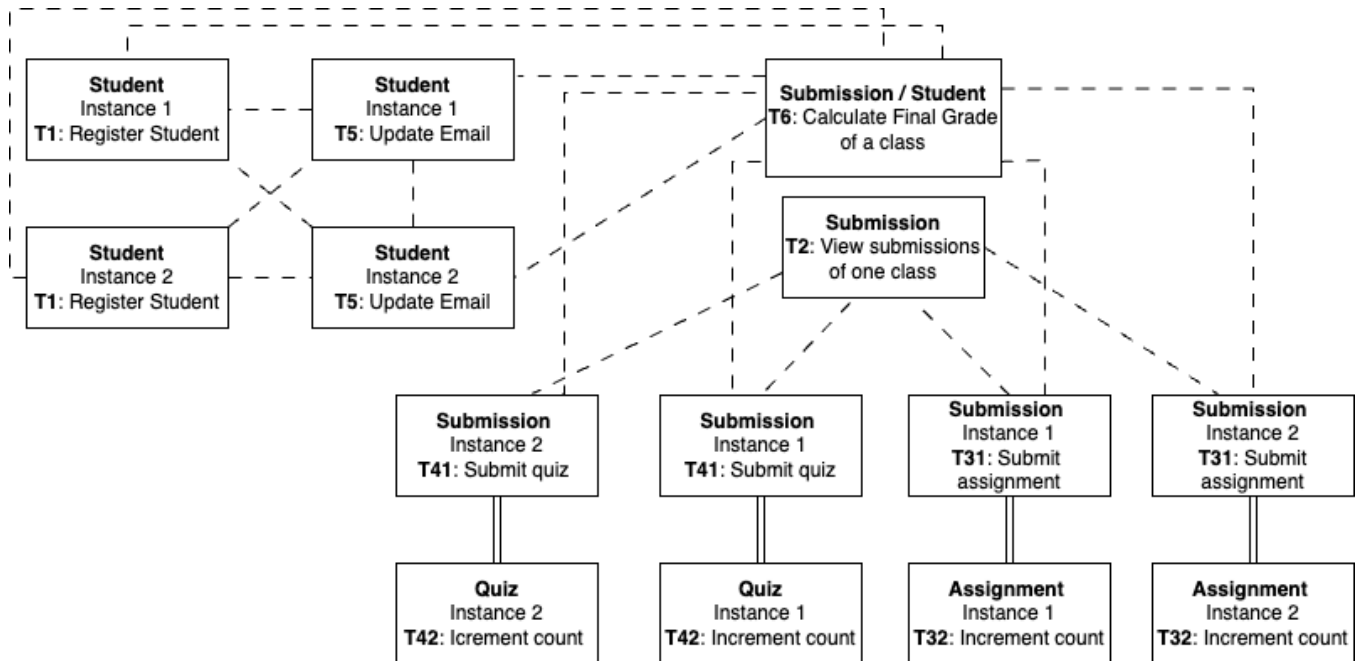 Student
Instance 1
T1: Register Student
Student
Instance 1
T5: Update Email
Submission / Student
T6: Calculate Final Grade
of a class
Student
Instance 2
T1: Register Student
Student
Instance 2
T5: Update Email
Submission
T2: View submissions
of one class
Submission
Instance 2
T41: Submit quiz
Submission
Instance 1
T41: Submit quiz
Submission
Instance 1
T31: Submit
assignment
Submission
Instance 2
T31: Submit
assignment
Quiz
Instance 2
T42: Icrement count
Quiz
Instance 1
T42: Increment count
Assignment
Instance 1
T32: Increment count
Assignment
Instance 2
T32: Increment count